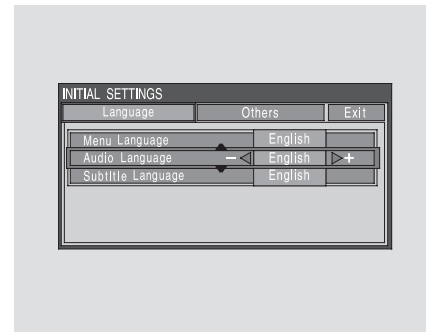 INITIAL SETTINGS
Language Others Exit
Menu Language English
Audio Language – English +
Subtitle Language English